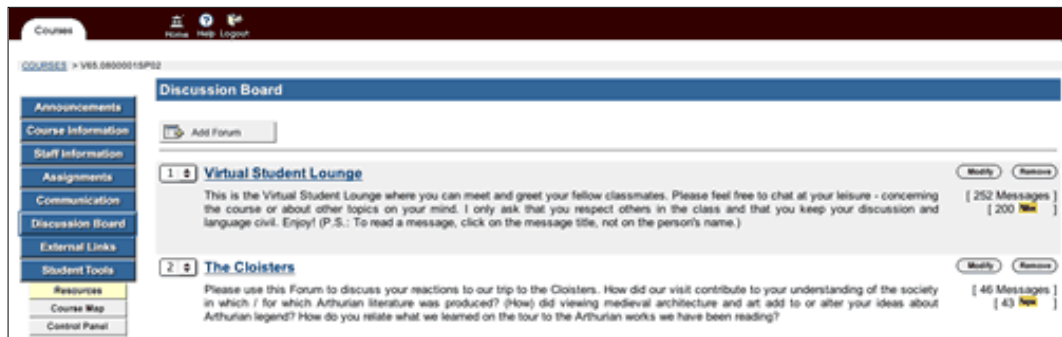 Courses
Home Help Logout
COURSES > V65.0800001SP02
Discussion Board
Announcements
Course Information
Staff Information
Assignments
Communication
Discussion Board
External Links
Student Tools
Resources
Course Map
Control Panel
Add Forum
1 Virtual Student Lounge
Modify Remove
This is the Virtual Student Lounge where you can meet and greet your fellow classmates. Please feel free to chat at your leisure - concerning
[ 252 Messages ]
the course or about other topics on your mind. I only ask that you respect others in the class and that you keep your discussion and
[ 200 New ]
language civil. Enjoy! (P.S.: To read a message, click on the message title, not on the person's name.)
2 The Cloisters
Modify Remove
Please use this Forum to discuss your reactions to our trip to the Cloisters. How did our visit contribute to your understanding of the society
[ 46 Messages ]
in which / for which Arthurian literature was produced? (How) did viewing medieval architecture and art add to or alter your ideas about
[ 43 New ]
Arthurian legend? How do you relate what we learned on the tour to the Arthurian works we have been reading?